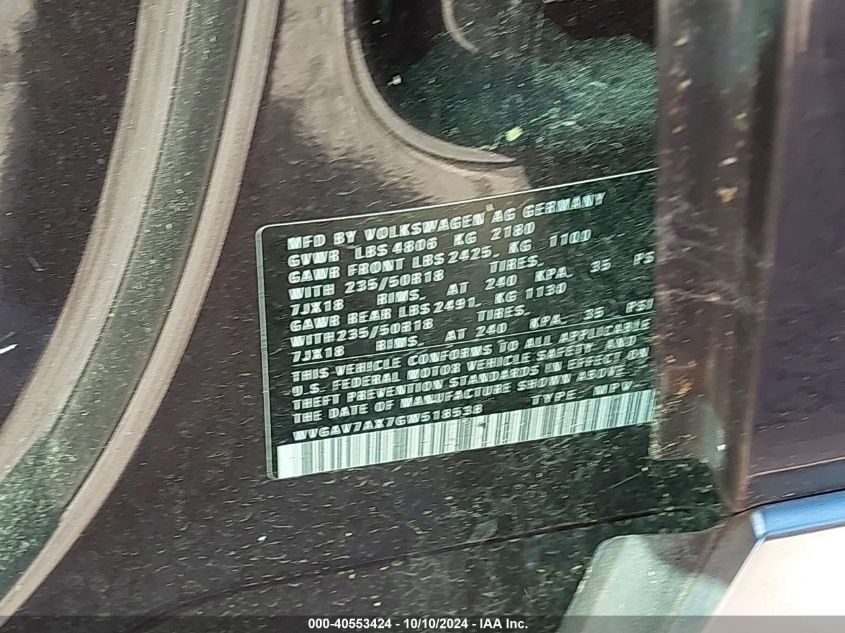 MFD BY VOLKSWAGEN AG GERMANY
GVWR LBS 4806 KG 2180
GAWR FRONT LBS 2425, KG 1100
WITH 235/50R18 TIRES.
7JX18 RIMS. AT 240 KPA. 35 PSI
GAWR REAR LBS 2491, KG 1130
WITH 235/50R18 TIRES.
7JX18 RIMS. AT 240 KPA. 35 PSI
THIS VEHICLE CONFORMS TO ALL APPLICABLE
U.S. FEDERAL MOTOR VEHICLE SAFETY AND
THEFT PREVENTION STANDARDS IN EFFECT ON
THE DATE OF MANUFACTURE SHOWN ABOVE
WVGAV7AX7GW518538 TYPE: MPV
000-40553424 - 10/10/2024 - IAA Inc.